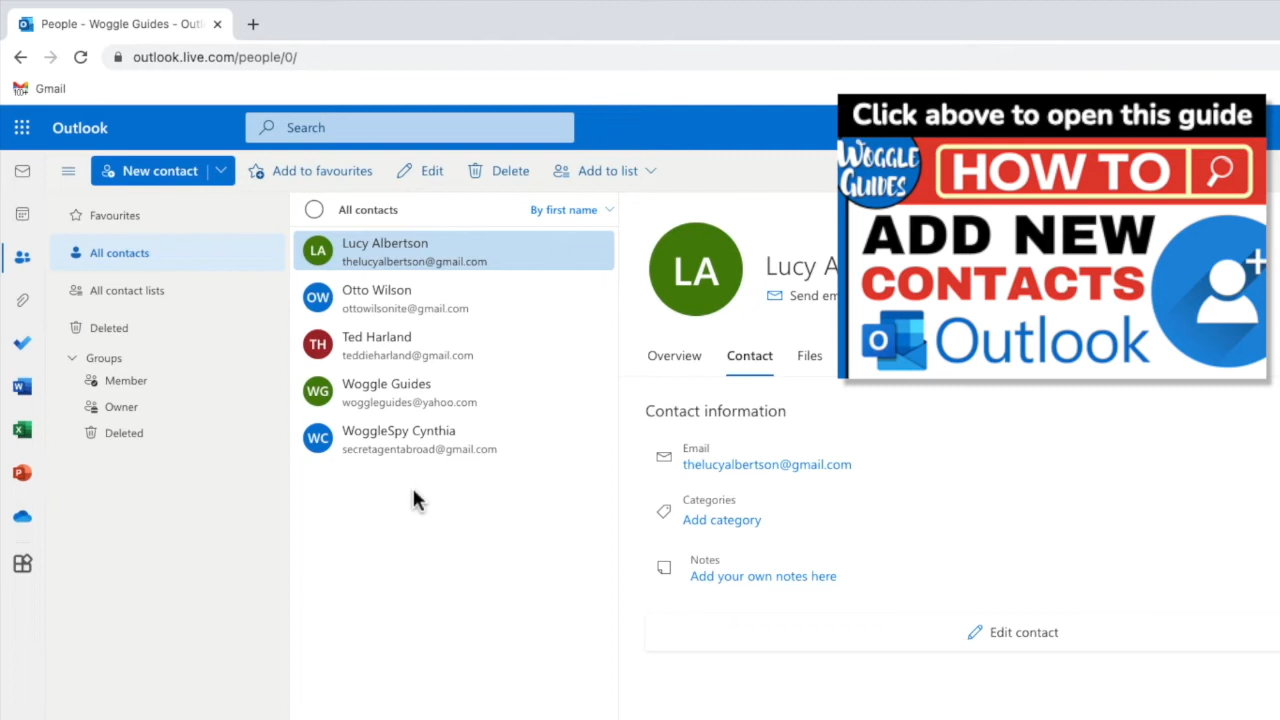 People - Woggle Guides - Outl
outlook.live.com/people/0/
100+
Gmail
Outlook
Search
New contact
Add to favourites
Edit
Delete
Add to list
Favourites
All contacts
All contact lists
Deleted
Groups
Member
Owner
Deleted
All contacts
By first name
LA
Lucy Albertson
thelucyalbertson@gmail.com
OW
Otto Wilson
ottowilsonite@gmail.com
TH
Ted Harland
teddieharland@gmail.com
WG
Woggle Guides
woggleguides@yahoo.com
WC
WoggleSpy Cynthia
secretagentabroad@gmail.com
W
X
P
LA
Lucy A
Send em
Overview
Contact
Files
Contact information
Email
thelucyalbertson@gmail.com
Categories
Add category
Notes
Add your own notes here
Edit contact
Click above to open this guide
WOGGLE
GUIDES
HOW TO
ADD NEW
CONTACTS
O
Outlook